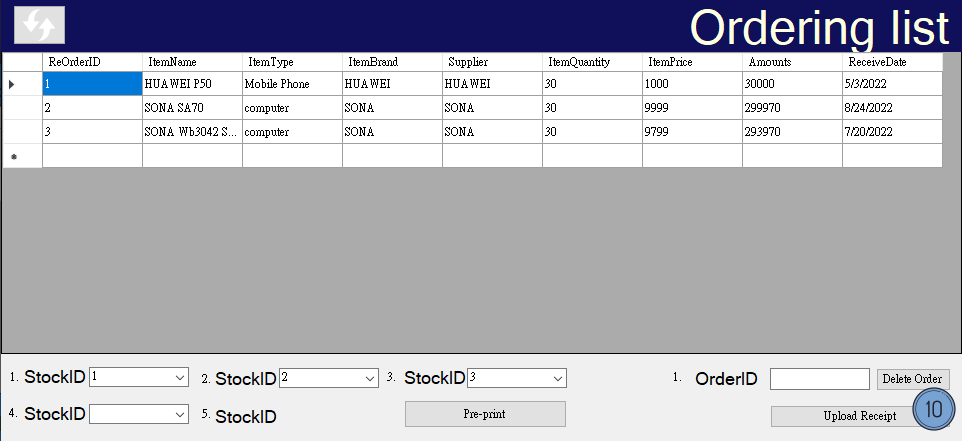 Ordering list
ReOrderID ItemName ItemType ItemBrand Supplier ItemQuantity ItemPrice Amounts ReceiveDate
1 HUAWEI P50 Mobile Phone HUAWEI HUAWEI 30 1000 30000 5/3/2022
2 SONA SA70 computer SONA SONA 30 9999 299970 8/24/2022
3 SONA Wb3042 S... computer SONA SONA 30 9799 293970 7/20/2022
1. StockID 1 2. StockID 2 3. StockID 3 1. OrderID Delete Order
4. StockID 5. StockID Pre-print Upload Receipt 10